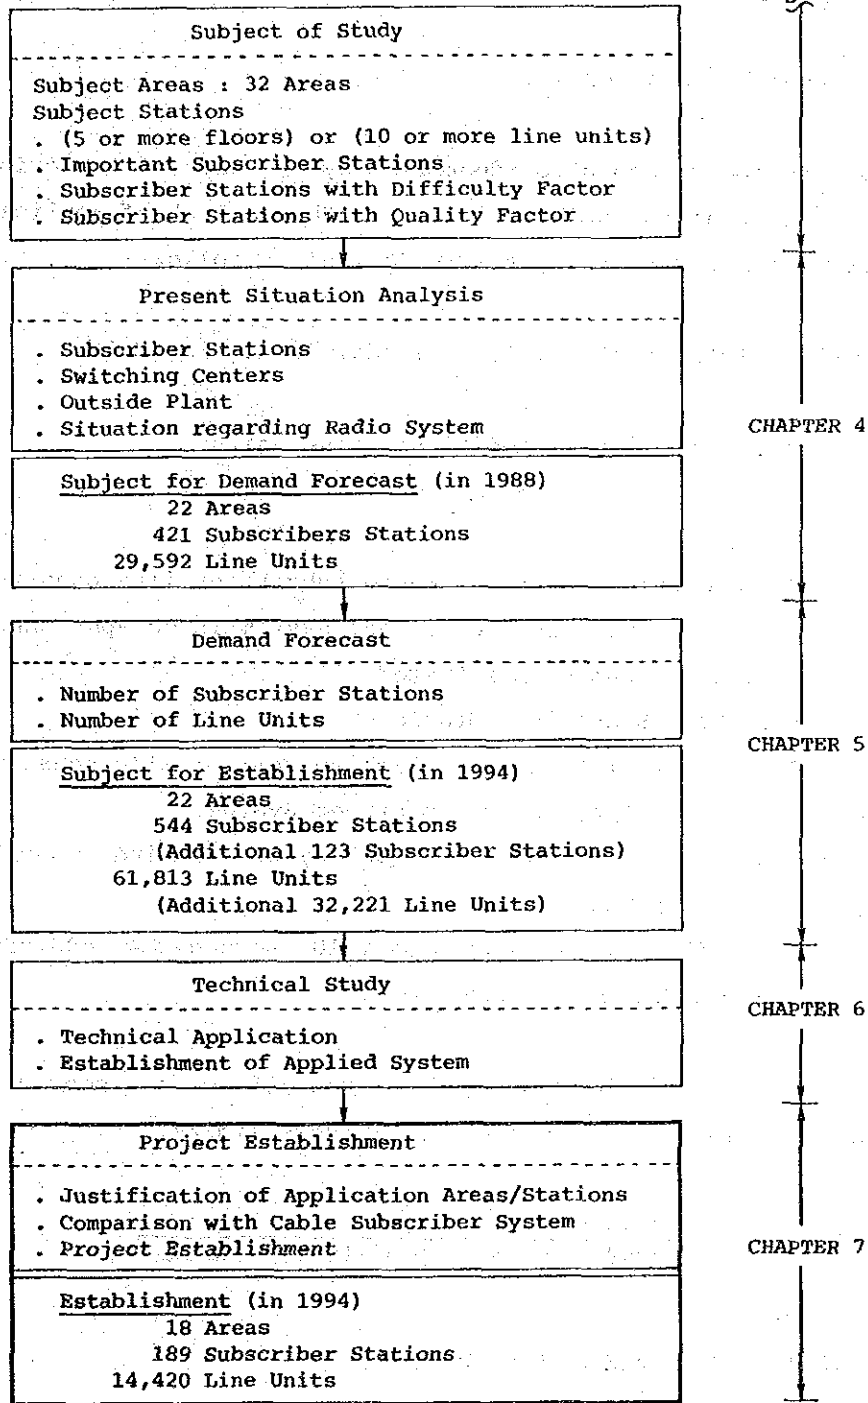 Subject of Study
Subject Areas : 32 Areas
Subject Stations
. (5 or more floors) or (10 or more line units)
. Important Subscriber Stations
. Subscriber Stations with Difficulty Factor
. Subscriber Stations with Quality Factor
Present Situation Analysis
. Subscriber Stations
. Switching Centers
. Outside Plant
. Situation regarding Radio System
CHAPTER 4
Subject for Demand Forecast (in 1988)
22 Areas
421 Subscribers Stations
29,592 Line Units
Demand Forecast
. Number of Subscriber Stations
. Number of Line Units
CHAPTER 5
Subject for Establishment (in 1994)
22 Areas
544 Subscriber Stations
(Additional 123 Subscriber Stations)
61,813 Line Units
(Additional 32,221 Line Units)
Technical Study
CHAPTER 6
. Technical Application
. Establishment of Applied System
Project Establishment
. Justification of Application Areas/Stations
. Comparison with Cable Subscriber System
. Project Establishment
CHAPTER 7
Establishment (in 1994)
18 Areas
189 Subscriber Stations
14,420 Line Units